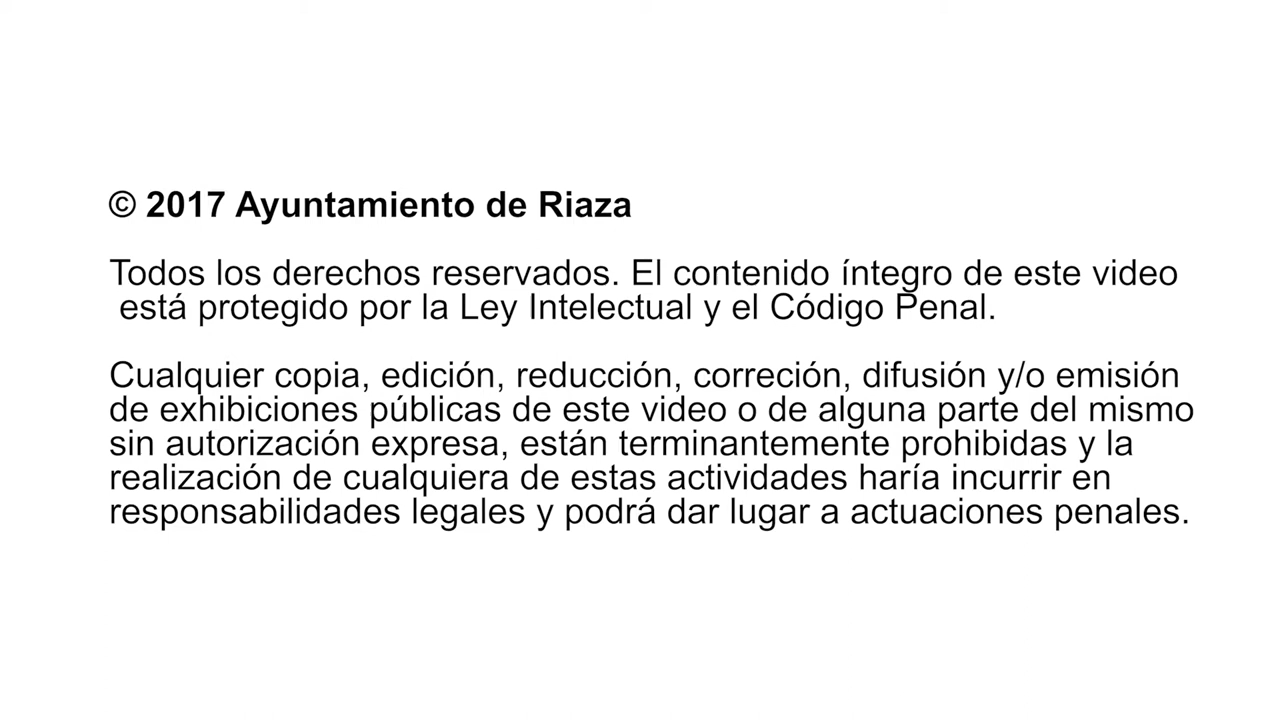 © 2017 Ayuntamiento de Riaza
Todos los derechos reservados. El contenido íntegro de este video
está protegido por la Ley Intelectual y el Código Penal.
Cualquier copia, edición, reducción, correción, difusión y/o emisión
de exhibiciones públicas de este video o de alguna parte del mismo
sin autorización expresa, están terminantemente prohibidas y la
realización de cualquiera de estas actividades haría incurrir en
responsabilidades legales y podrá dar lugar a actuaciones penales.